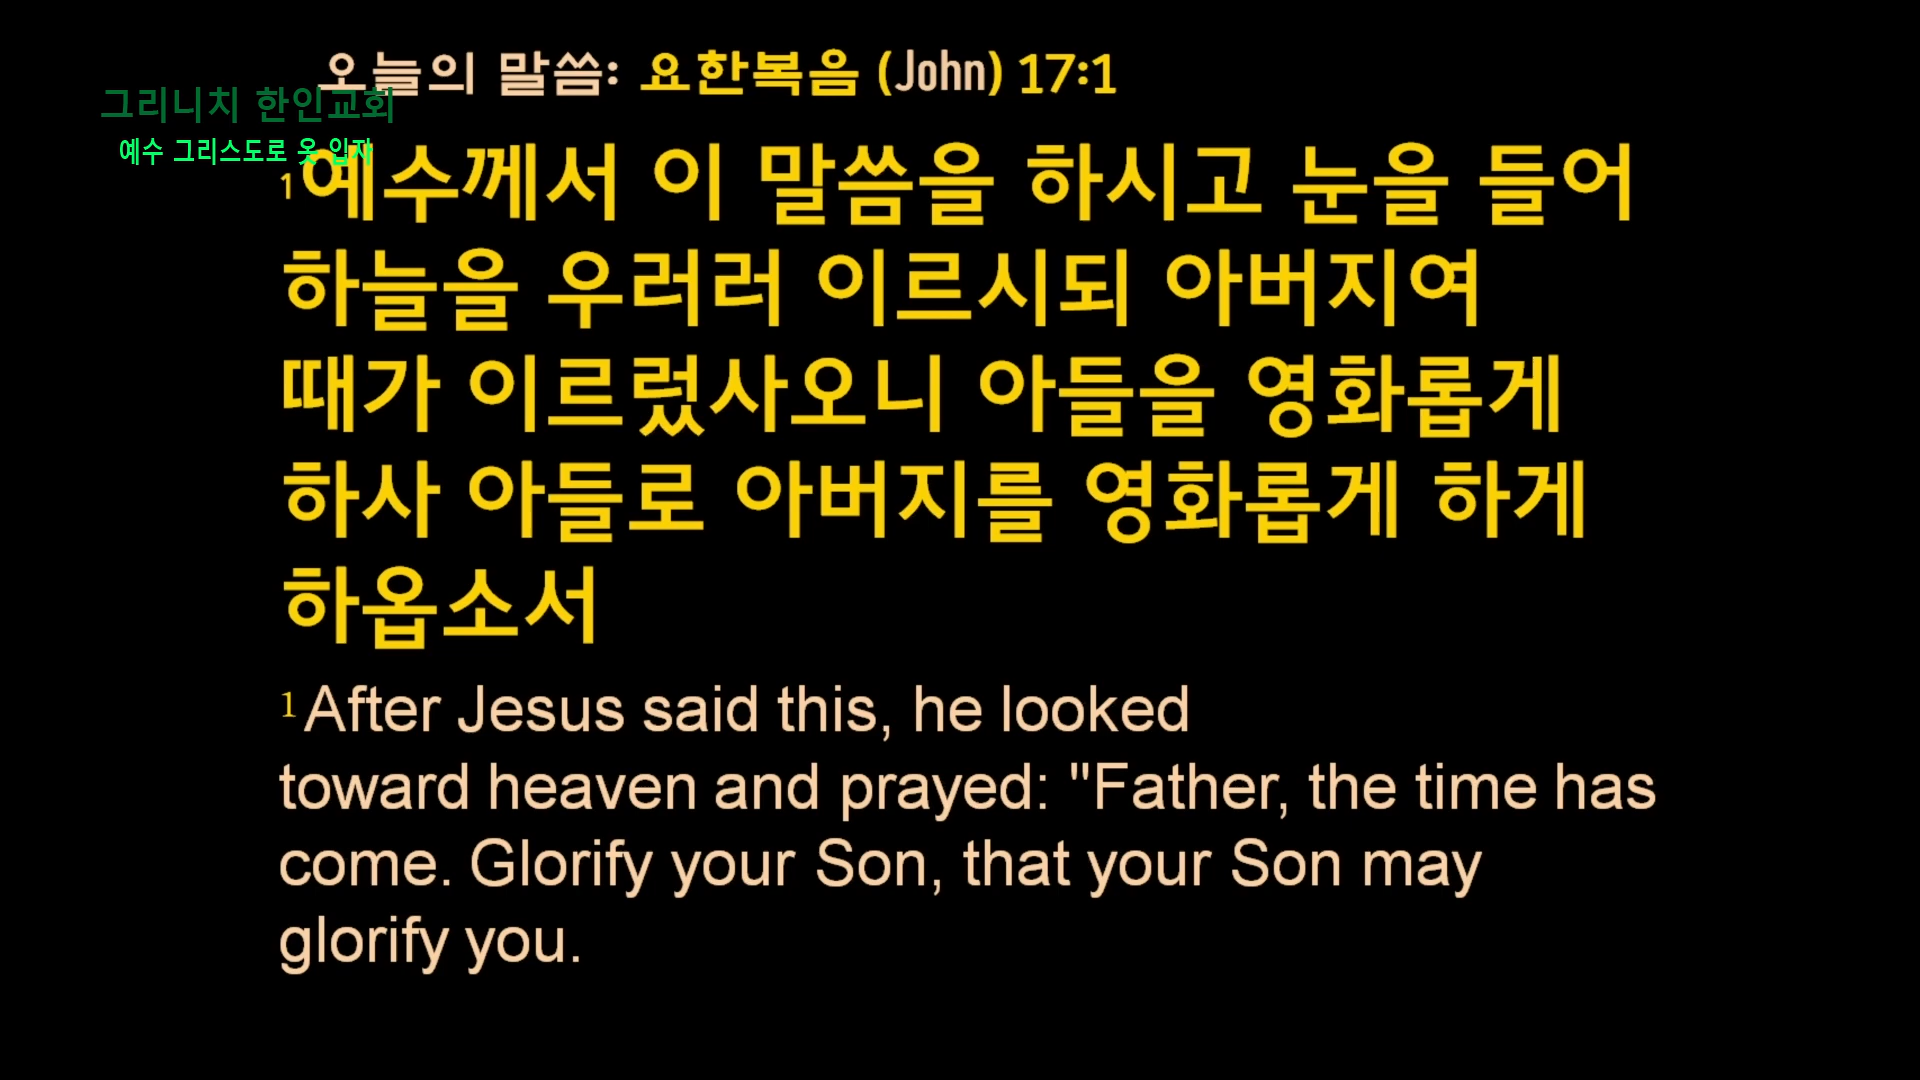 오늘의 말씀: 요한복음 (John) 17:1
그리니치 한인교회
예수 그리스도로 옷 입자
1예수께서 이 말씀을 하시고 눈을 들어
하늘을 우러러 이르시되 아버지여
때가 이르렀사오니 아들을 영화롭게
하사 아들로 아버지를 영화롭게 하게
하옵소서
1After Jesus said this, he looked
toward heaven and prayed: "Father, the time has
come. Glorify your Son, that your Son may
glorify you.